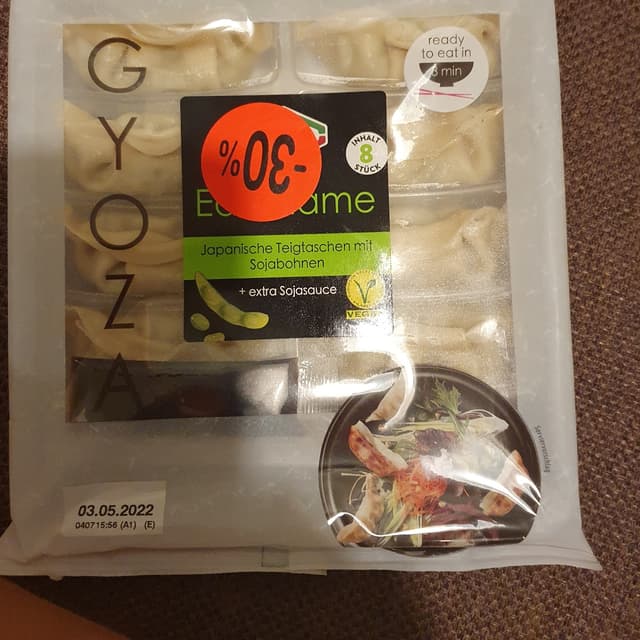 GYOZA
ready
to eat in
3 min
-30%
INHALT
8
STÜCK
Japanische Teigtaschen mit
Sojabohnen
+ extra Sojasauce
V
03.05.2022
040715:56 (A1) (E)